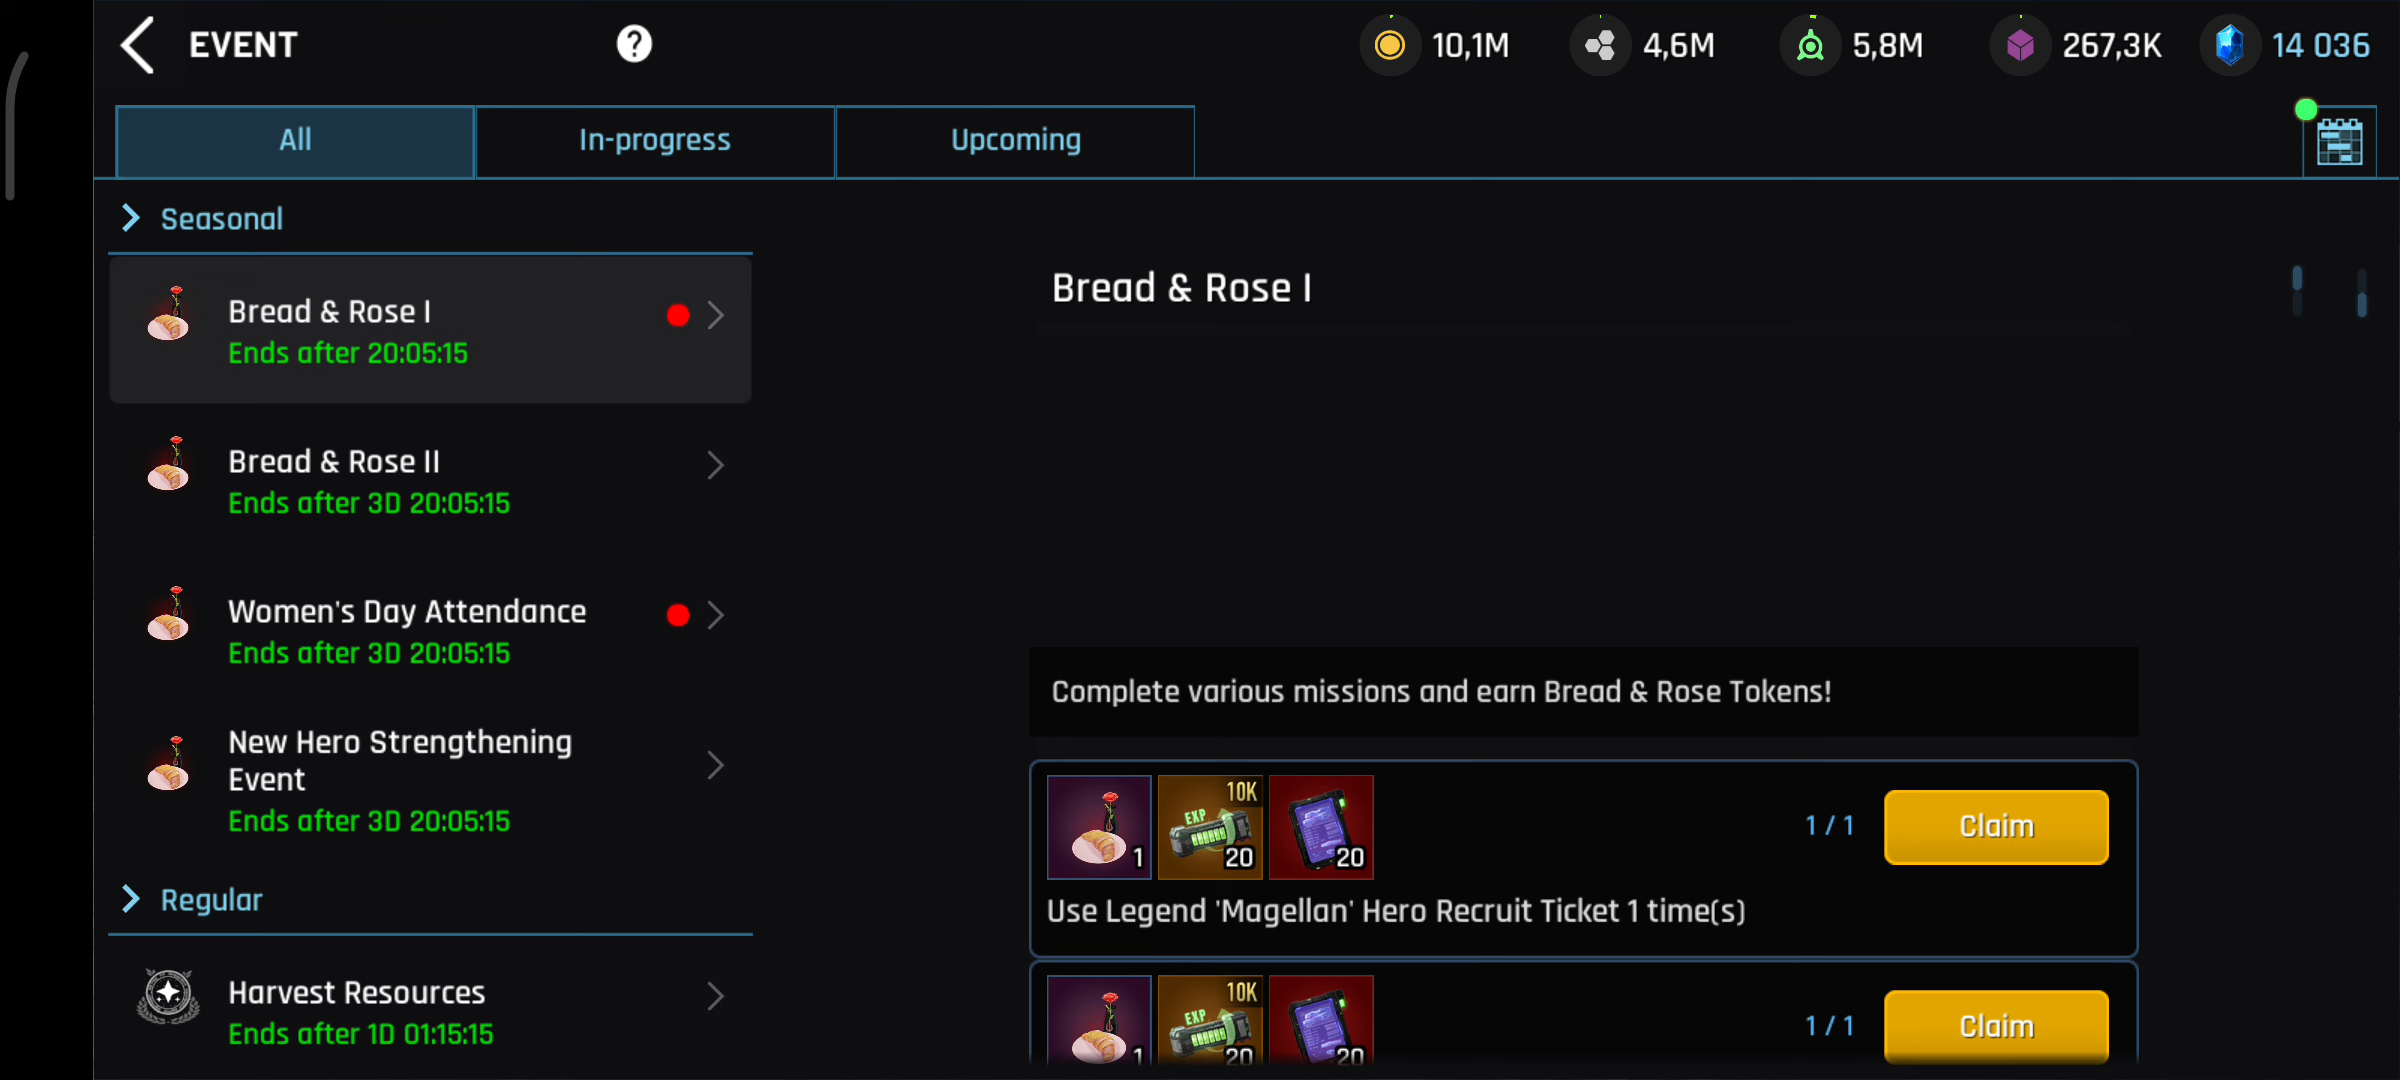 EVENT
?
10,1M
4,6M
5,8M
267,3K
14 036
All
In-progress
Upcoming
Seasonal
Bread & Rose I
Ends after 20:05:15
Bread & Rose II
Ends after 3D 20:05:15
Women's Day Attendance
Ends after 3D 20:05:15
New Hero Strengthening
Event
Ends after 3D 20:05:15
Regular
Harvest Resources
Ends after 1D 01:15:15
Bread & Rose I
Complete various missions and earn Bread & Rose Tokens!
1
10K
EXP
20
20
1 / 1
Claim
Use Legend 'Magellan' Hero Recruit Ticket 1 time(s)
1
10K
EXP
20
20
1 / 1
Claim